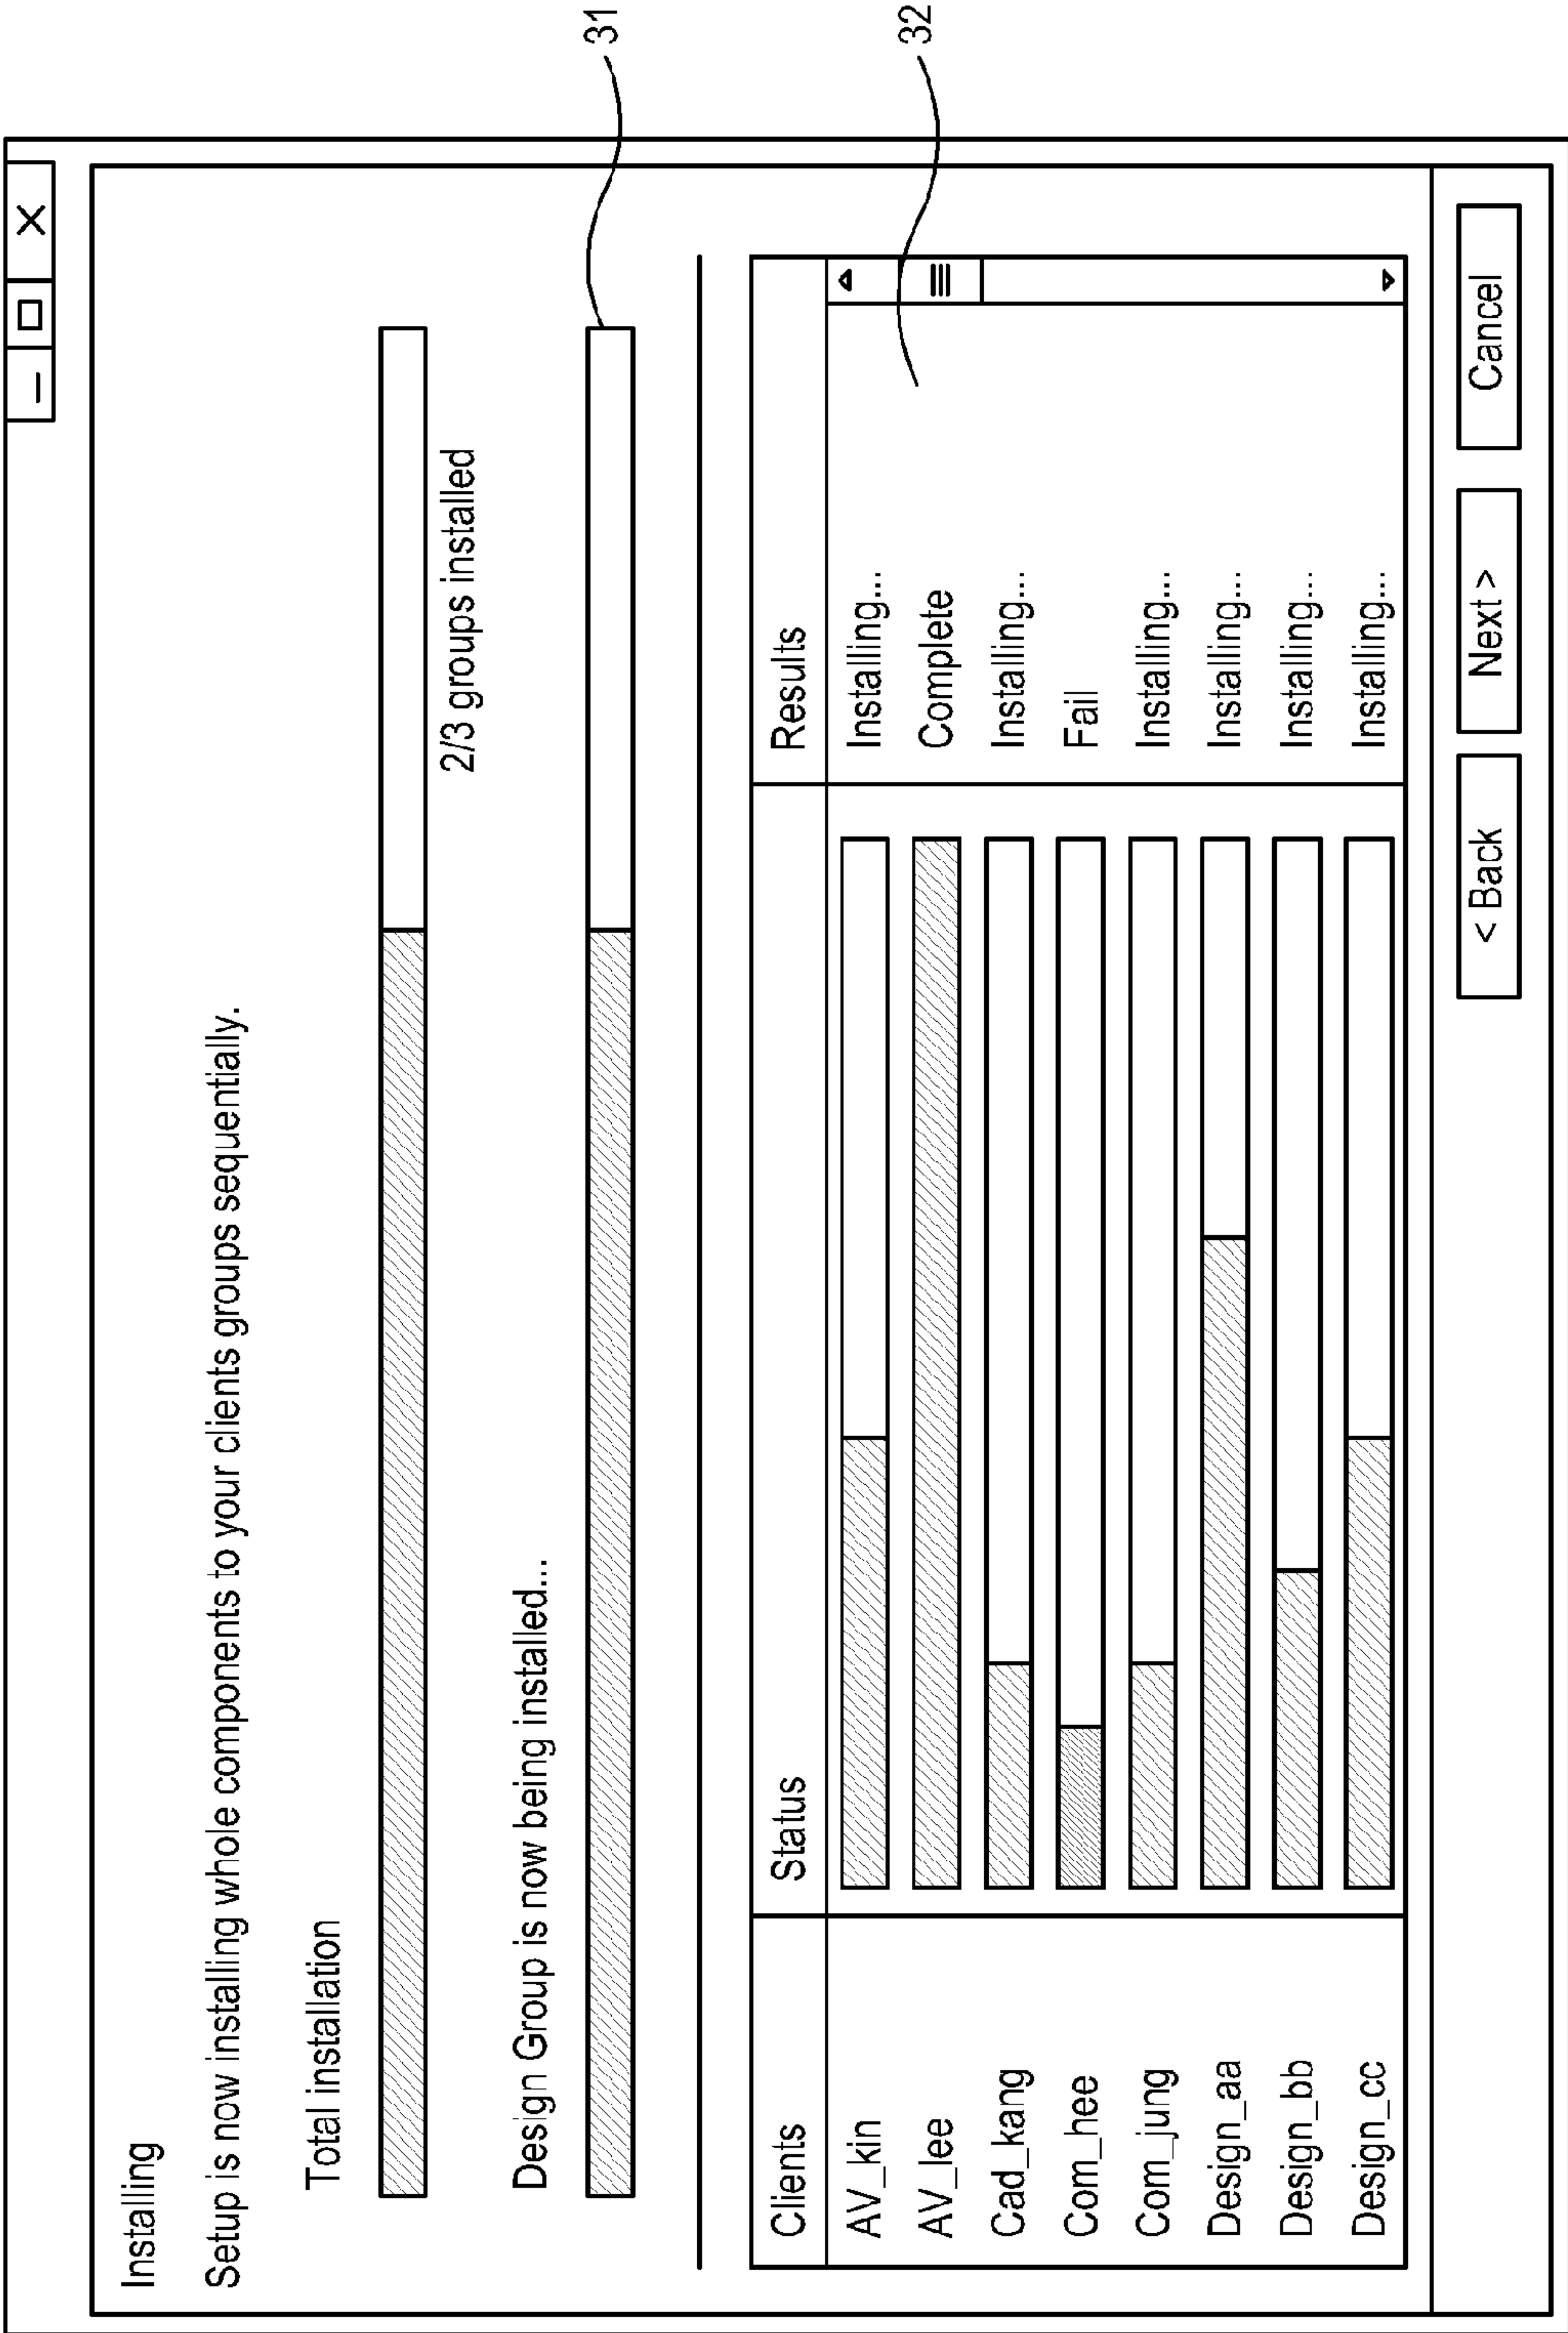 Installing
Setup is now installing whole components to your clients groups sequentially.
Total installation
2/3 groups installed
Design Group is now being installed...
31
Clients Status Results
AV_kin Installing...
AV_lee Complete
Cad_kang Installing...
Com_hee Fail
Com_jung Installing...
Design_aa Installing...
Design_bb Installing...
Design_cc Installing...
32
< Back Next > Cancel